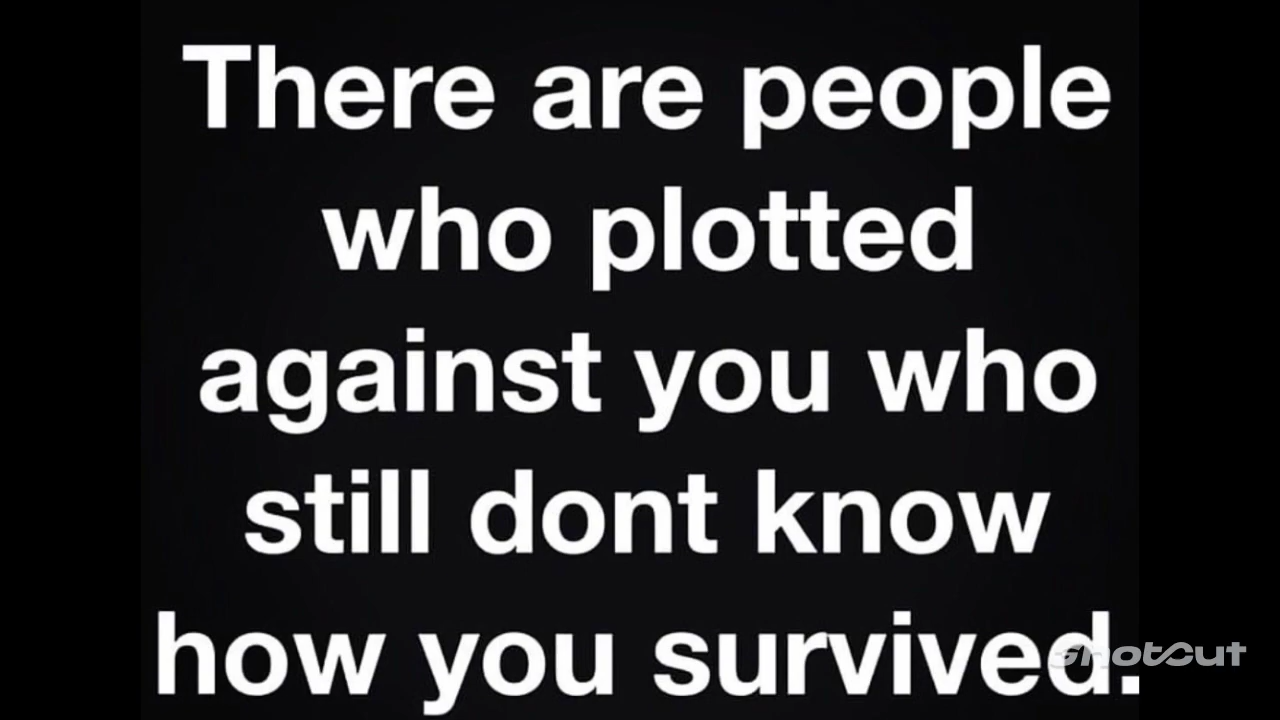 There are people
who plotted
against you who
still dont know
how you survived.
shotcut